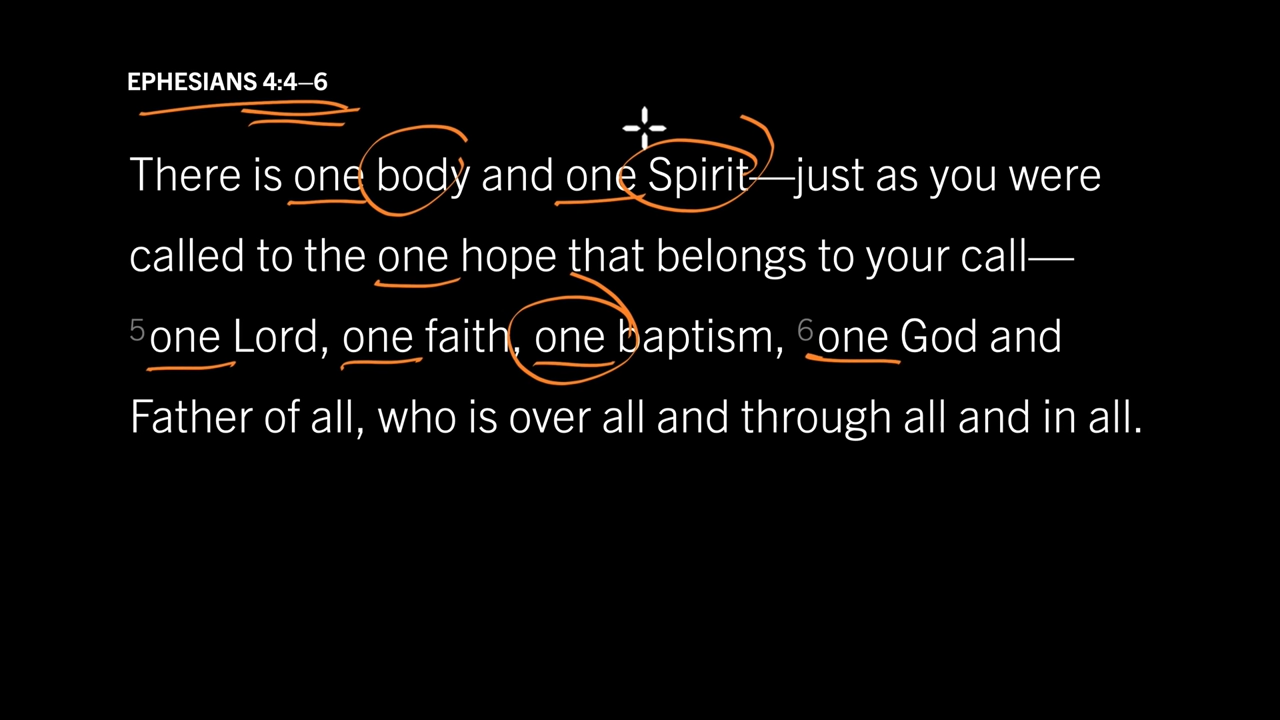 EPHESIANS 4:4–6
There is one body and one Spirit—just as you were
called to the one hope that belongs to your call—
5one Lord, one faith, one baptism, 6one God and
Father of all, who is over all and through all and in all.